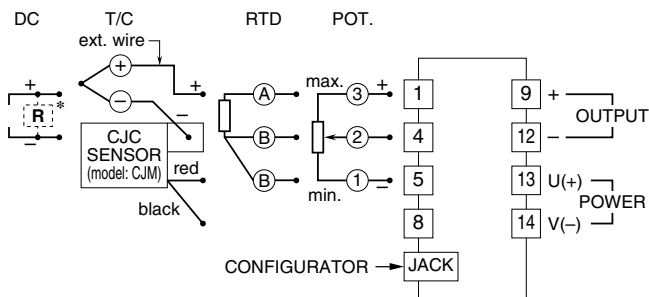 DC T/C RTD POT.
ext. wire
+ + + A max. 3 + 1 9 + OUTPUT
R *
– – – B 2 4 12 –
CJC SENSOR (model: CJM)
red
B min. 1 – 5 13 U(+) POWER
black
8 14 V(–)
CONFIGURATOR JACK